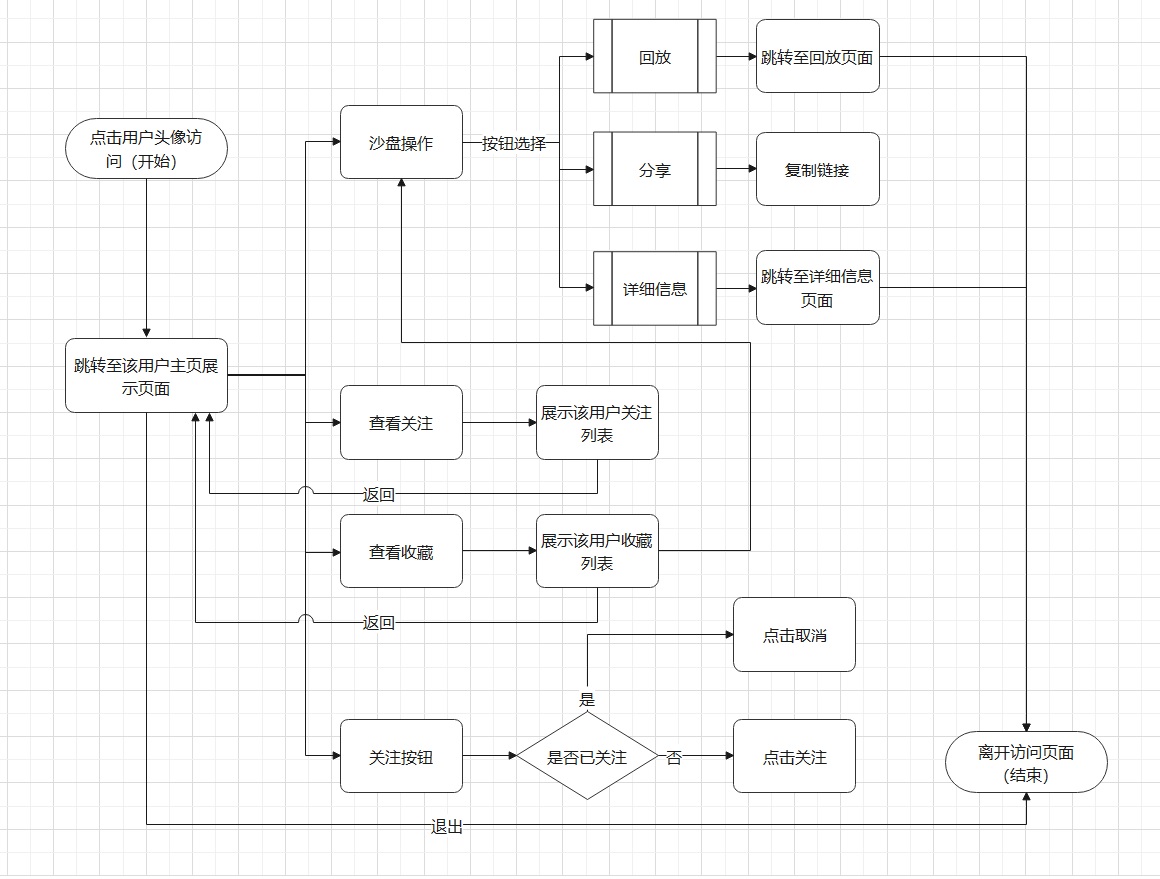 回放
跳转至回放页面
点击用户头像访
问（开始）
沙盘操作
按钮选择
分享
复制链接
详细信息
跳转至详细信息
页面
跳转至该用户主页展
示页面
查看关注
展示该用户关注
列表
返回
查看收藏
展示该用户收藏
列表
返回
点击取消
是
关注按钮
是否已关注
否
点击关注
离开访问页面
（结束）
退出